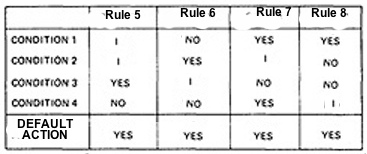 Rule 5 Rule 6 Rule 7 Rule 8
CONDITION 1 I NO YES YES
CONDITION 2 I YES I NO
CONDITION 3 YES I NO NO
CONDITION 4 NO NO YES I
DEFAULT
ACTION YES YES YES YES